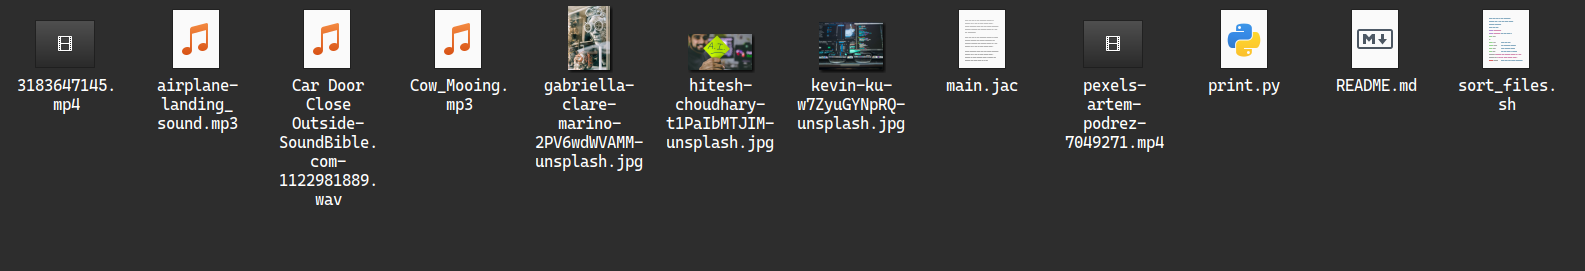 3183647145.
mp4
airplane-
landing_
sound.mp3
Car Door
Close
Outside-
SoundBible.
com-
1122981889.
wav
Cow_Mooing.
mp3
gabriella-
clare-
marino-
2PV6wdWVAMM-
unsplash.jpg
hitesh-
choudhary-
t1PaIbMTJIM-
unsplash.jpg
kevin-ku-
w7ZyuGYNpRQ-
unsplash.jpg
main.jac
pexels-
artem-
podrez-
7049271.mp4
print.py
README.md
sort_files.
sh
A.I
M